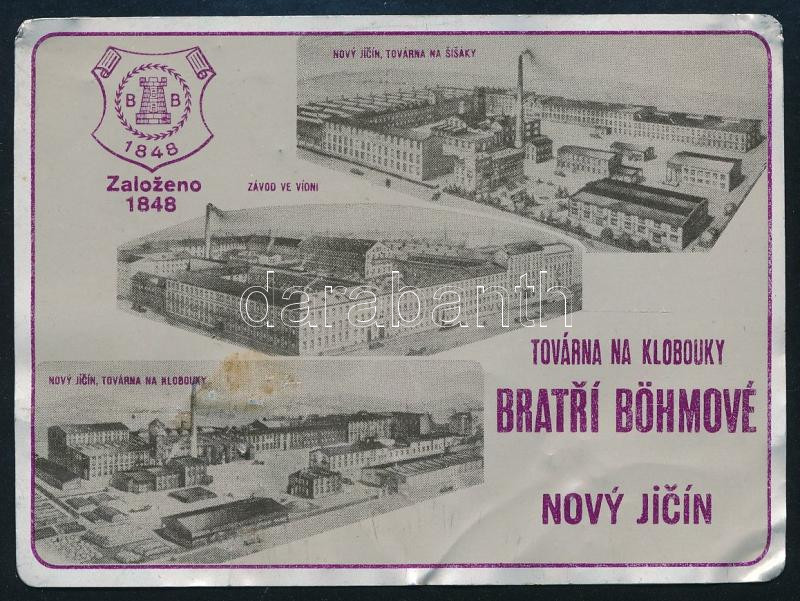 B B
1848
Založeno
1848
NOVÝ JIČÍN, TOVÁRNA NA ŠIŠÁKY
ZÁVOD VE VÍDNI
darabanth
NOVÝ JIČÍN, TOVÁRNA NA KLOBOUKY
TOVÁRNA NA KLOBOUKY
BRATŘÍ BÖHMOVÉ
NOVÝ JIČÍN